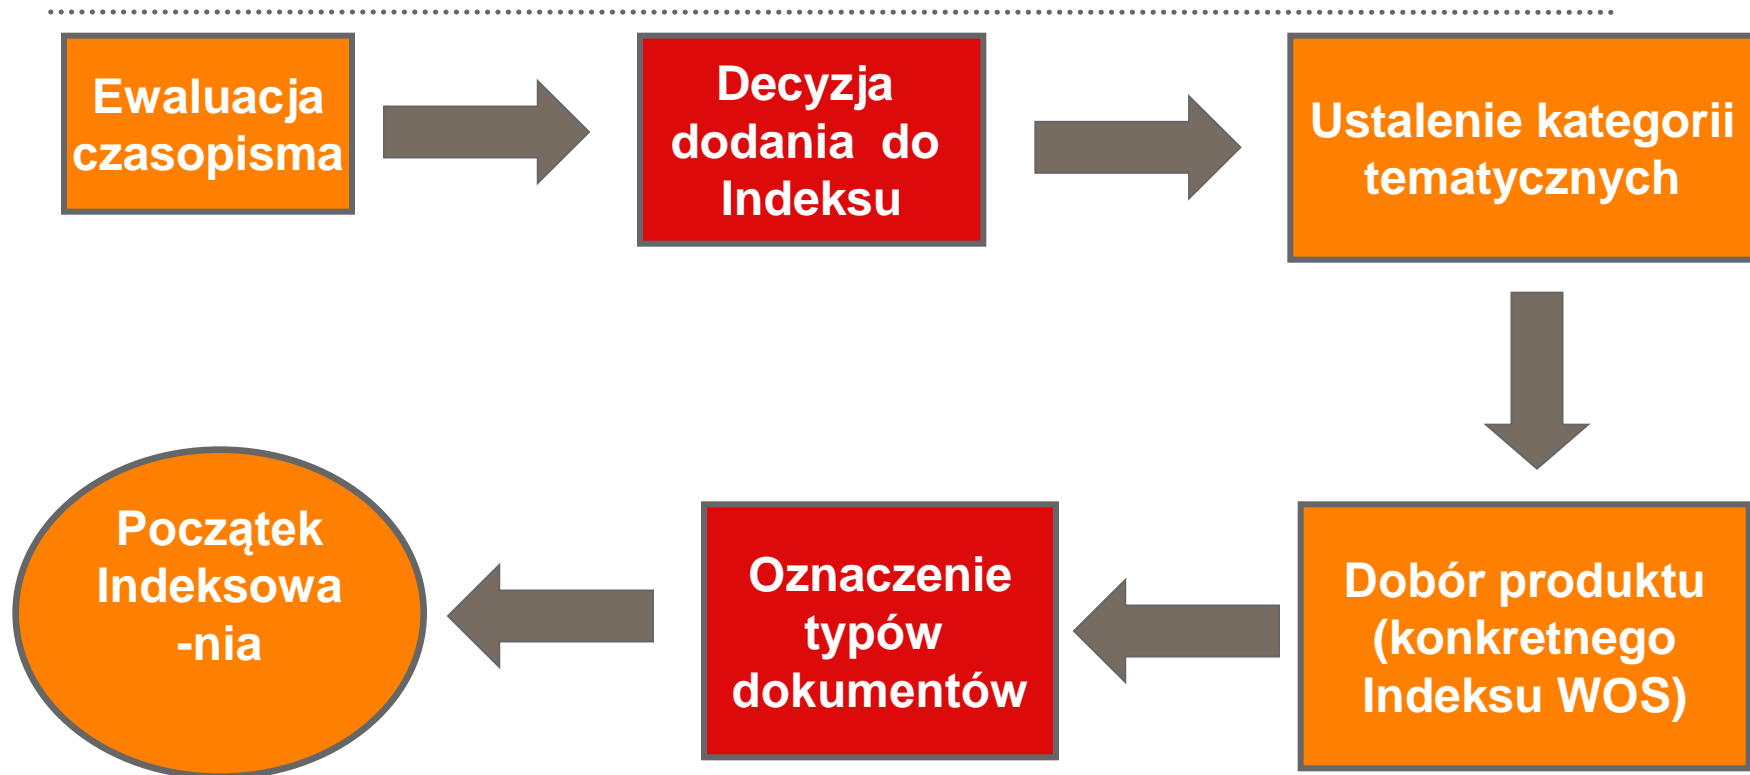 Ewaluacja
czasopisma
Decyzja
dodania do
Indeksu
Ustalenie kategorii
tematycznych
Dobór produktu
(konkretnego
Indeksu WOS)
Oznaczenie
typów
dokumentów
Początek
Indeksowa
-nia